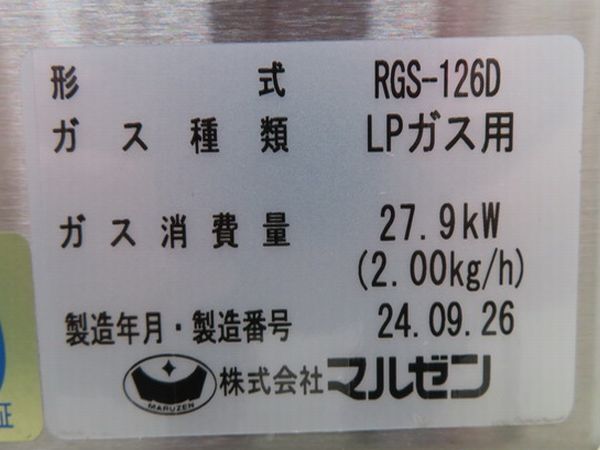 形式 RGS-126D
ガス種類 LPガス用
ガス消費量 27.9kW
(2.00kg/h)
製造年月・製造番号 24.09.26
MARUZEN 株式会社 マルゼン
証